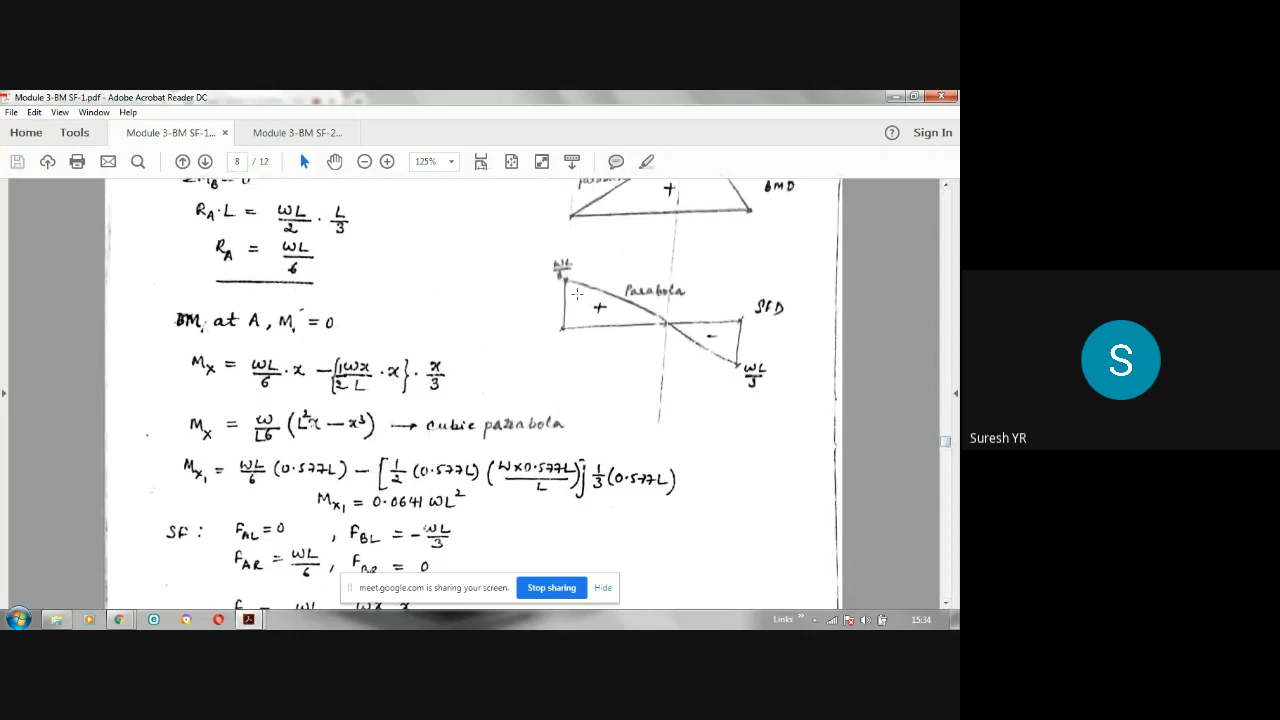 Module 3-BM SF-1.pdf - Adobe Acrobat Reader DC
File Edit View Window Help
Home Tools Module 3-BM SF-1... × Module 3-BM SF-2... Sign In
8 / 12 125%
ΣM_B = 0
R_A · L = WL/2 · L/3
R_A = WL/6
BM, at A, M, = 0
M_x = WL/6 · x − {1/2 Wx/L · x} · x/3
M_x = W/L6 (L²x − x³) → cubic parabola
M_x₁ = WL/6 (0.577L) − [1/2 (0.577L) (W×0.577L/L)] 1/3 (0.577L)
M_x₁ = 0.0641 WL²
SF : F_AL = 0 , F_BL = − WL/3
F_AR = WL/6 , F_BR = 0
parabola + BMD
WL/6 Parabola SFD
+ −
WL/3
meet.google.com is sharing your screen. Stop sharing Hide
Links 15:34
S
Suresh YR